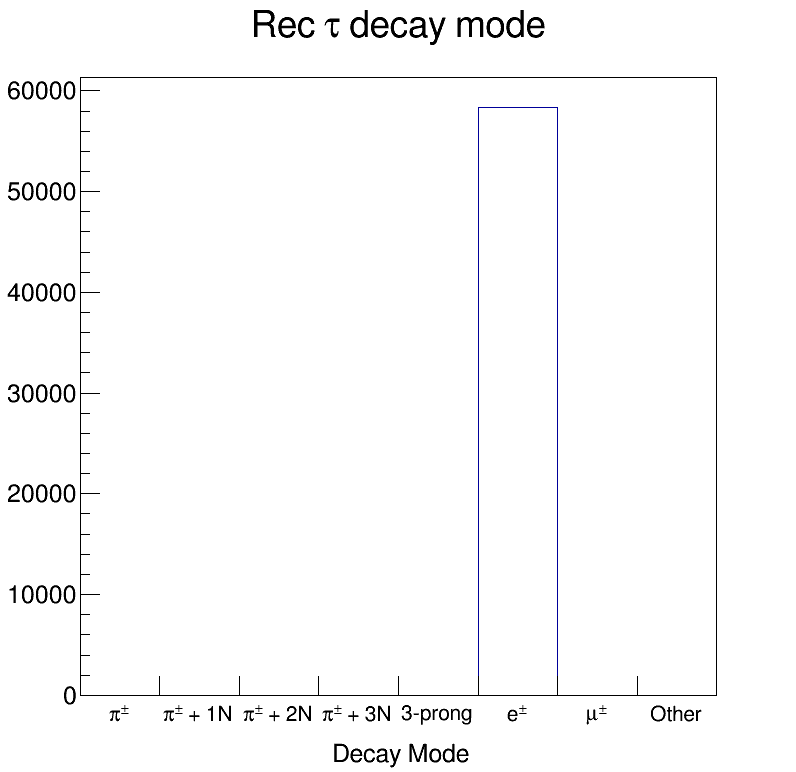 Rec τ decay mode
60000
50000
40000
30000
20000
10000
0
π± π± + 1N π± + 2N π± + 3N 3-prong e± μ± Other
Decay Mode